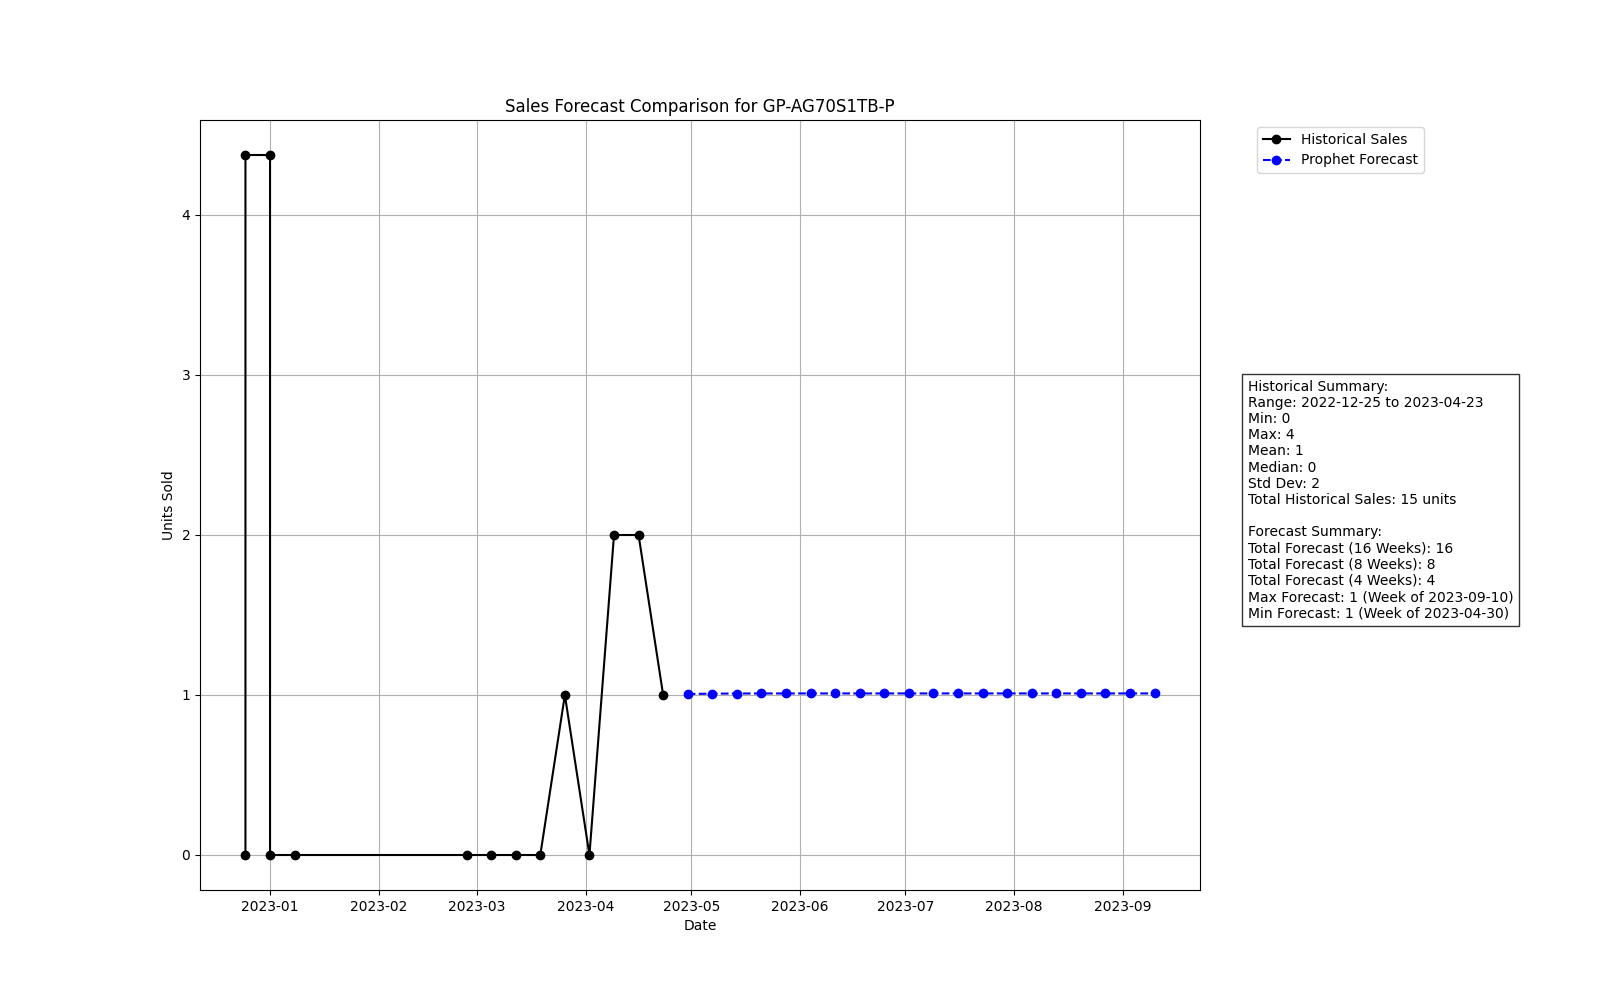 Sales Forecast Comparison for GP-AG70S1TB-P
Historical Sales
Prophet Forecast
4
3
2
1
0
Units Sold
2023-01 2023-02 2023-03 2023-04 2023-05 2023-06 2023-07 2023-08 2023-09
Date
Historical Summary:
Range: 2022-12-25 to 2023-04-23
Min: 0
Max: 4
Mean: 1
Median: 0
Std Dev: 2
Total Historical Sales: 15 units
Forecast Summary:
Total Forecast (16 Weeks): 16
Total Forecast (8 Weeks): 8
Total Forecast (4 Weeks): 4
Max Forecast: 1 (Week of 2023-09-10)
Min Forecast: 1 (Week of 2023-04-30)